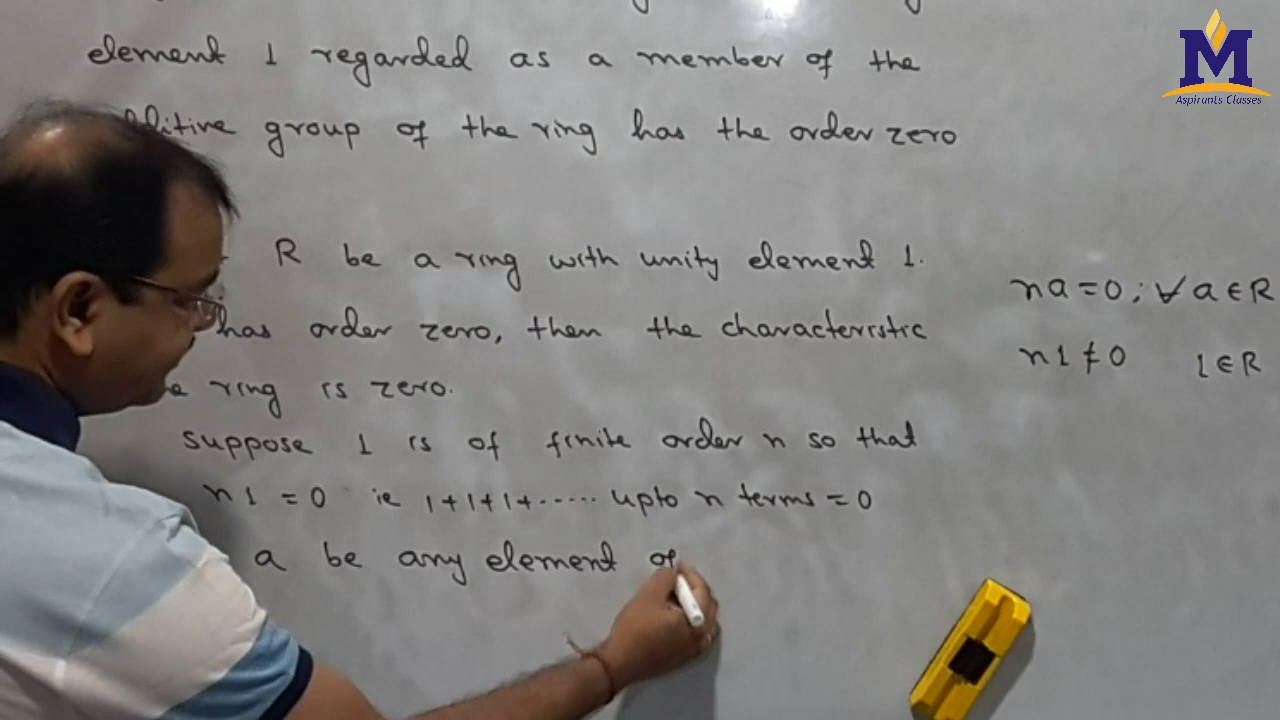 element 1 regarded as a member of the
group of the ring has the order zero
R be a ring with unity element 1.
has order zero, then the characteristic
ring is zero.
suppose 1 is of finite order n so that
n1 = 0 ie 1+1+1+...... upto n terms = 0
a be any element of
na = 0 ; ∀ a ∈ R
n1 ≠ 0 1 ∈ R
M
Aspirants Classes